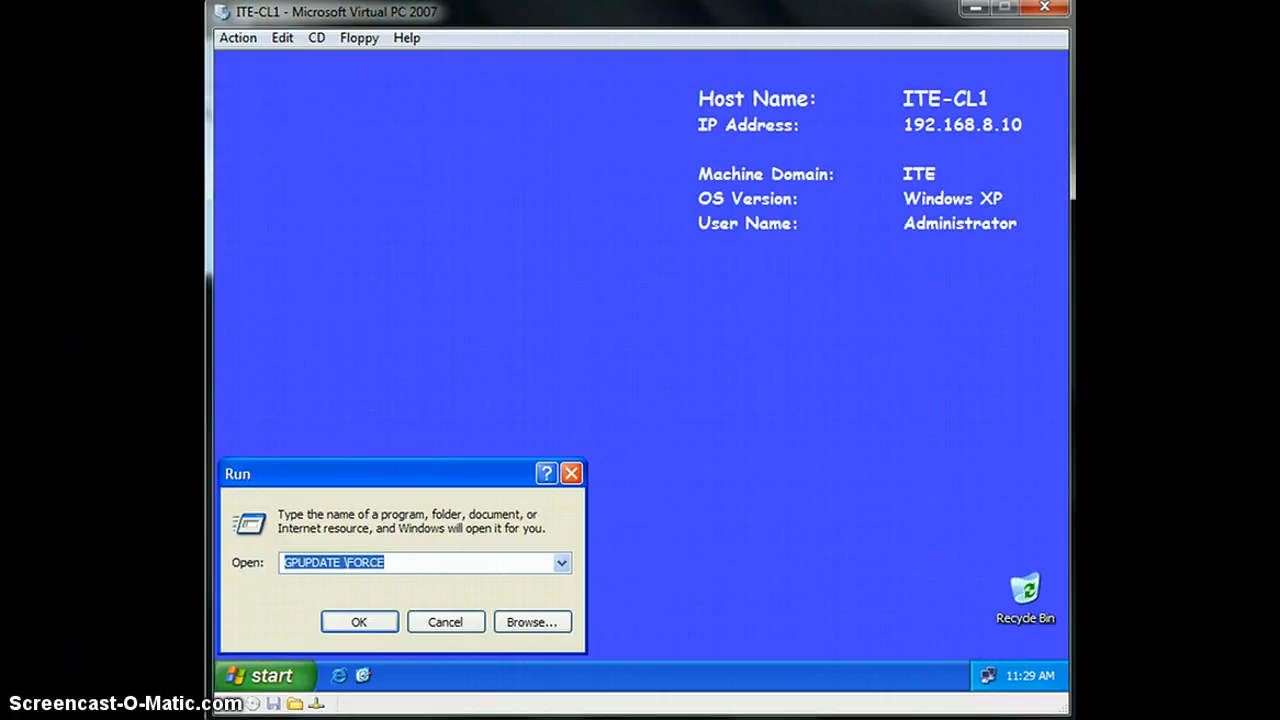 ITE-CL1 - Microsoft Virtual PC 2007
Action Edit CD Floppy Help
Host Name: ITE-CL1
IP Address: 192.168.8.10
Machine Domain: ITE
OS Version: Windows XP
User Name: Administrator
Run
Type the name of a program, folder, document, or
Internet resource, and Windows will open it for you.
Open: GPUPDATE \FORCE
OK Cancel Browse...
Recycle Bin
start 11:29 AM
Screencast-O-Matic.com